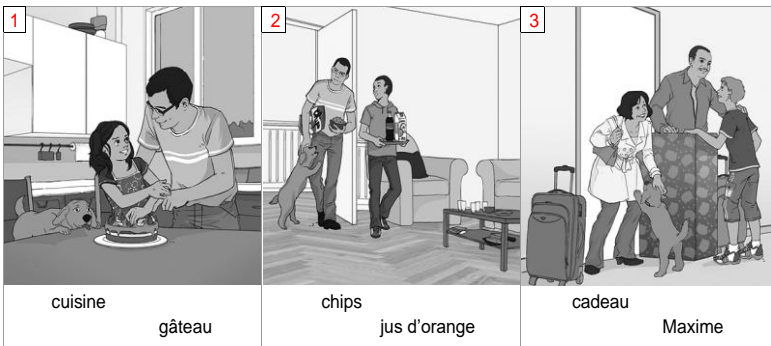 1
2
3
cuisine
gâteau
chips
jus d'orange
cadeau
Maxime